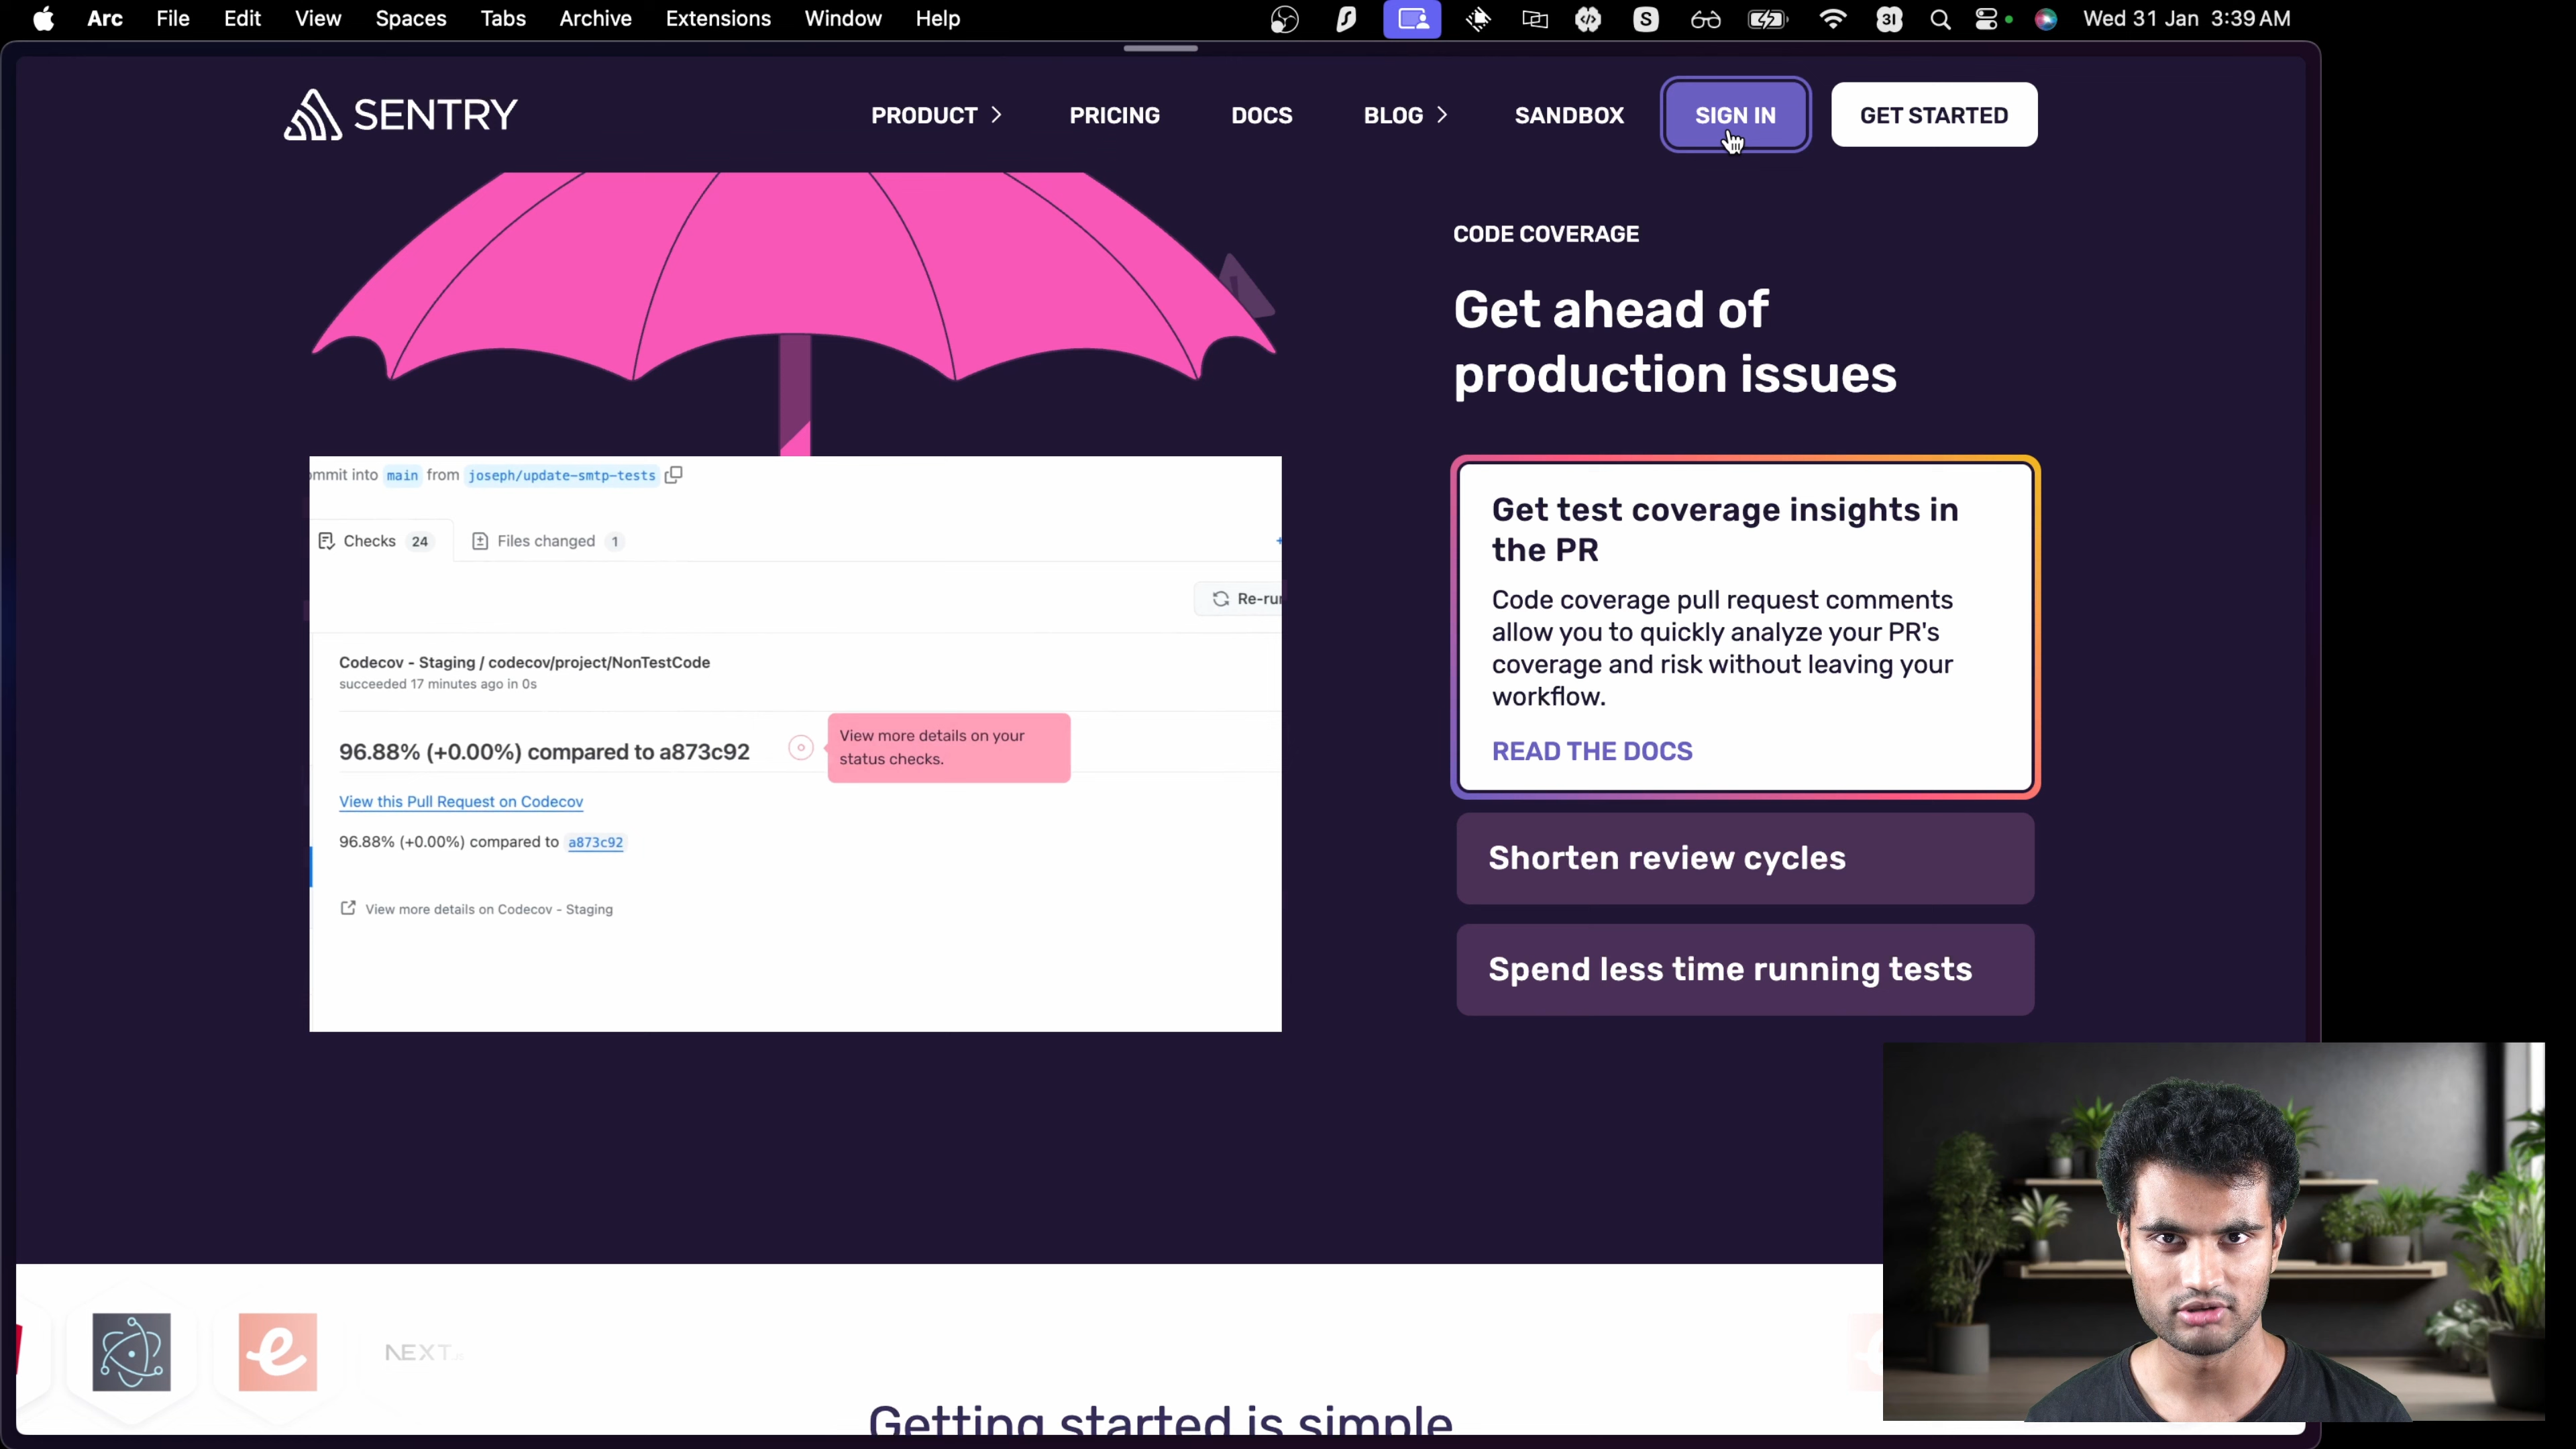 Arc File Edit View Spaces Tabs Archive Extensions Window Help
S
31
Wed 31 Jan 3:39 AM
SENTRY
PRODUCT
PRICING
DOCS
BLOG
SANDBOX
SIGN IN
GET STARTED
ommit into main from joseph/update-smtp-tests
Checks 24
Files changed 1
Re-ru
Codecov - Staging / codecov/project/NonTestCode
succeeded 17 minutes ago in 0s
96.88% (+0.00%) compared to a873c92
View more details on your
status checks.
View this Pull Request on Codecov
96.88% (+0.00%) compared to a873c92
View more details on Codecov - Staging
CODE COVERAGE
Get ahead of
production issues
Get test coverage insights in
the PR
Code coverage pull request comments
allow you to quickly analyze your PR's
coverage and risk without leaving your
workflow.
READ THE DOCS
Shorten review cycles
Spend less time running tests
e
NEXT
Getting started is simple